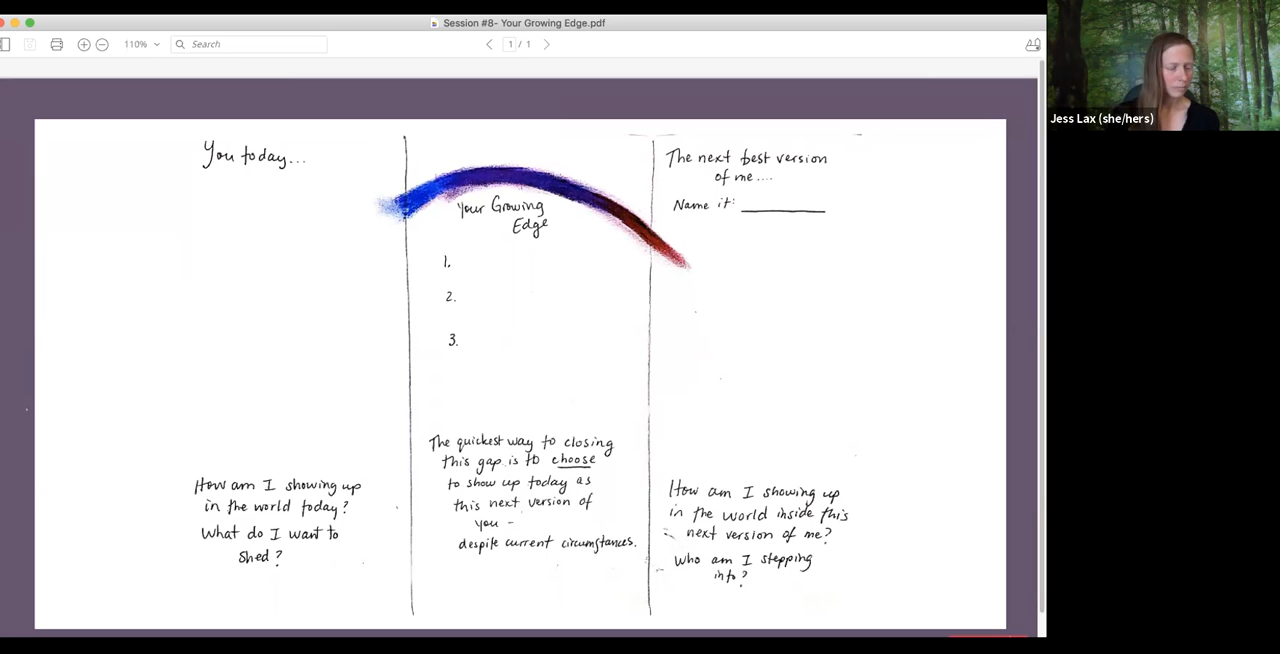 Session #8- Your Growing Edge.pdf
110%
Search
1 / 1
Jess Lax (she/hers)
You today...
Your Growing
Edge
1.
2.
3.
The quickest way to closing
this gap is to choose
to show up today as
this next version of
you -
despite current circumstances.
How am I showing up
in the world today?
What do I want to
shed?
The next best version
of me....
Name it: ________
How am I showing up
in the world inside this
next version of me?
Who am I stepping
into?